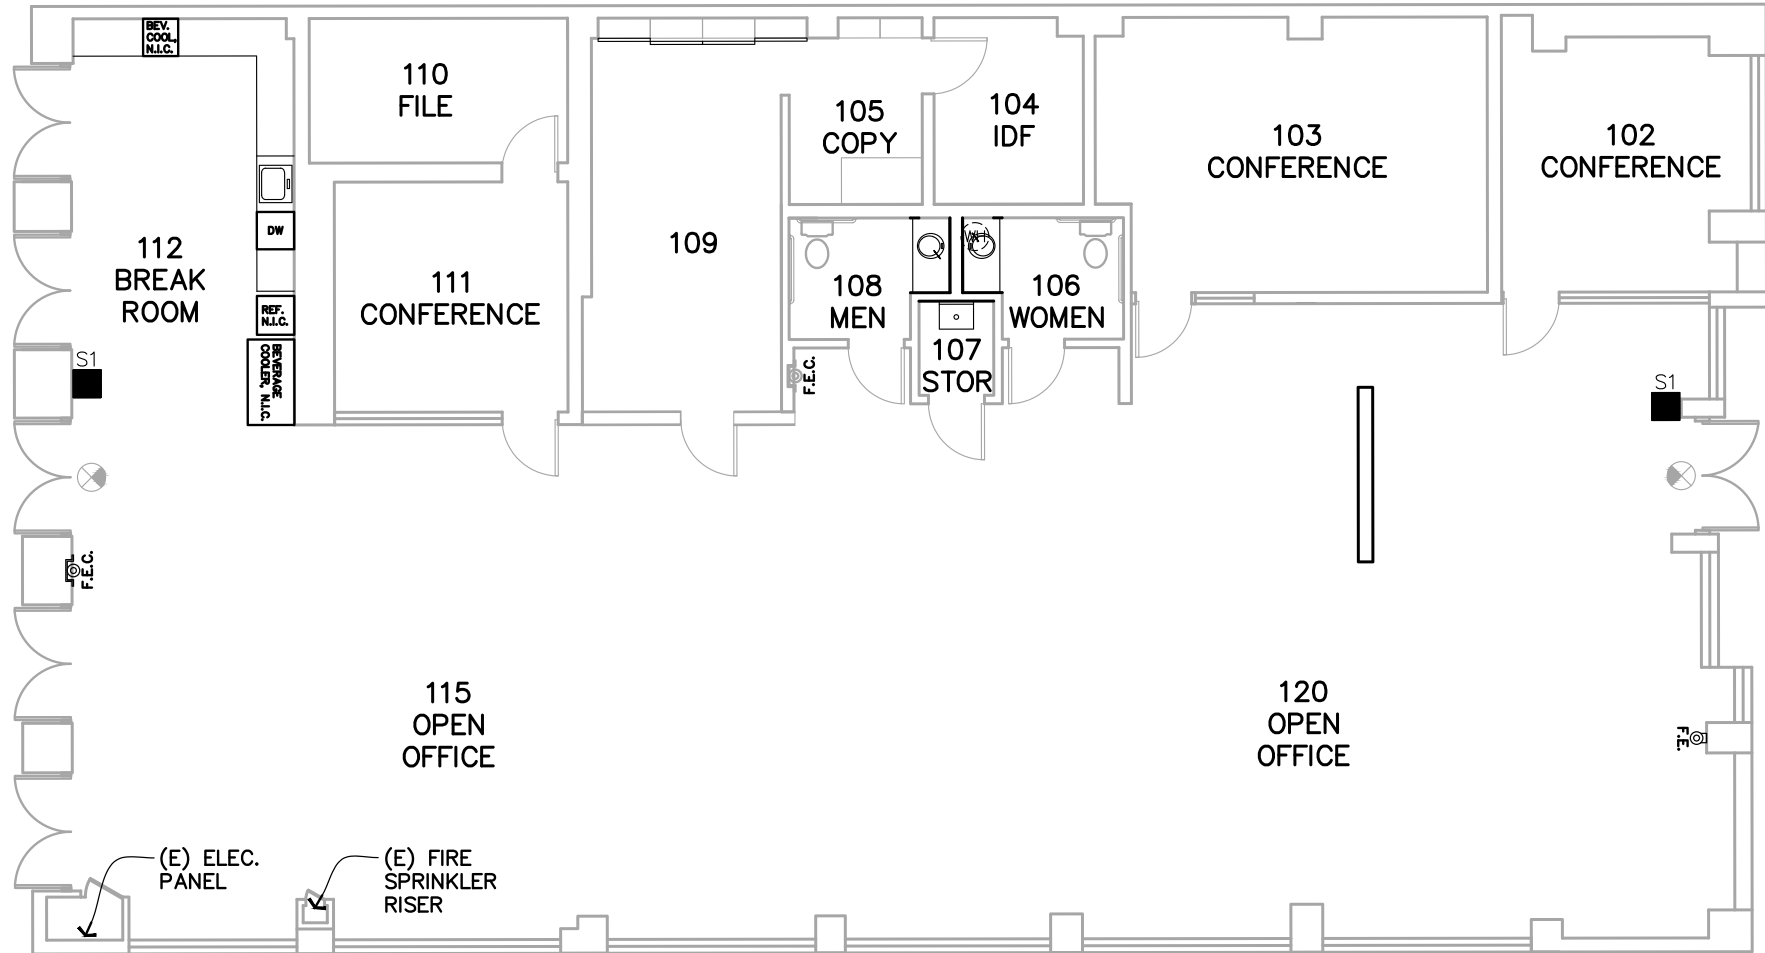 BEV.
COOL,
N.I.C.
110
FILE
105
COPY
104
IDF
103
CONFERENCE
102
CONFERENCE
112
BREAK
ROOM
DW
REF.
N.I.C.
BEVERAGE
COOLER, N.I.C.
111
CONFERENCE
109
108
MEN
106
WOMEN
107
STOR
F.E.C.
S1
S1
F.E.C.
115
OPEN
OFFICE
120
OPEN
OFFICE
F.E.
(E) ELEC.
PANEL
(E) FIRE
SPRINKLER
RISER